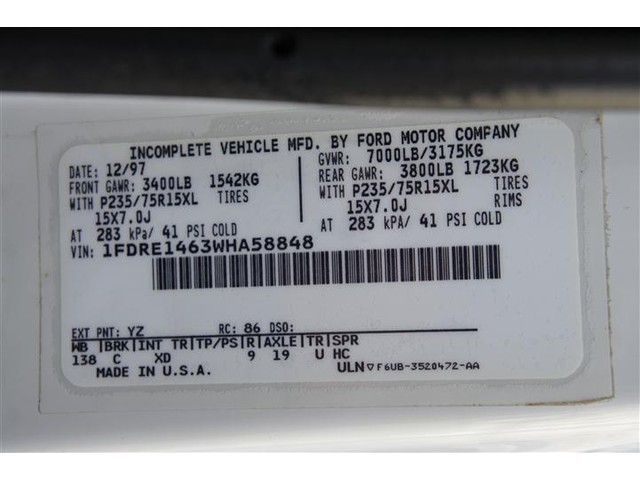 INCOMPLETE VEHICLE MFD. BY FORD MOTOR COMPANY
DATE: 12/97 GVWR: 7000LB/3175KG
FRONT GAWR: 3400LB 1542KG REAR GAWR: 3800LB 1723KG
WITH P235/75R15XL TIRES WITH P235/75R15XL TIRES
15X7.0J 15X7.0J RIMS
AT 283 kPa/ 41 PSI COLD AT 283 kPa/ 41 PSI COLD
VIN: 1FDRE1463WHA58848
EXT PNT: YZ RC: 86 DSO:
WB |BRK|INT TR|TP/PS|R|AXLE|TR|SPR
138 C XD 9 19 U HC
MADE IN U.S.A. ULN F6UB-3520472-AA